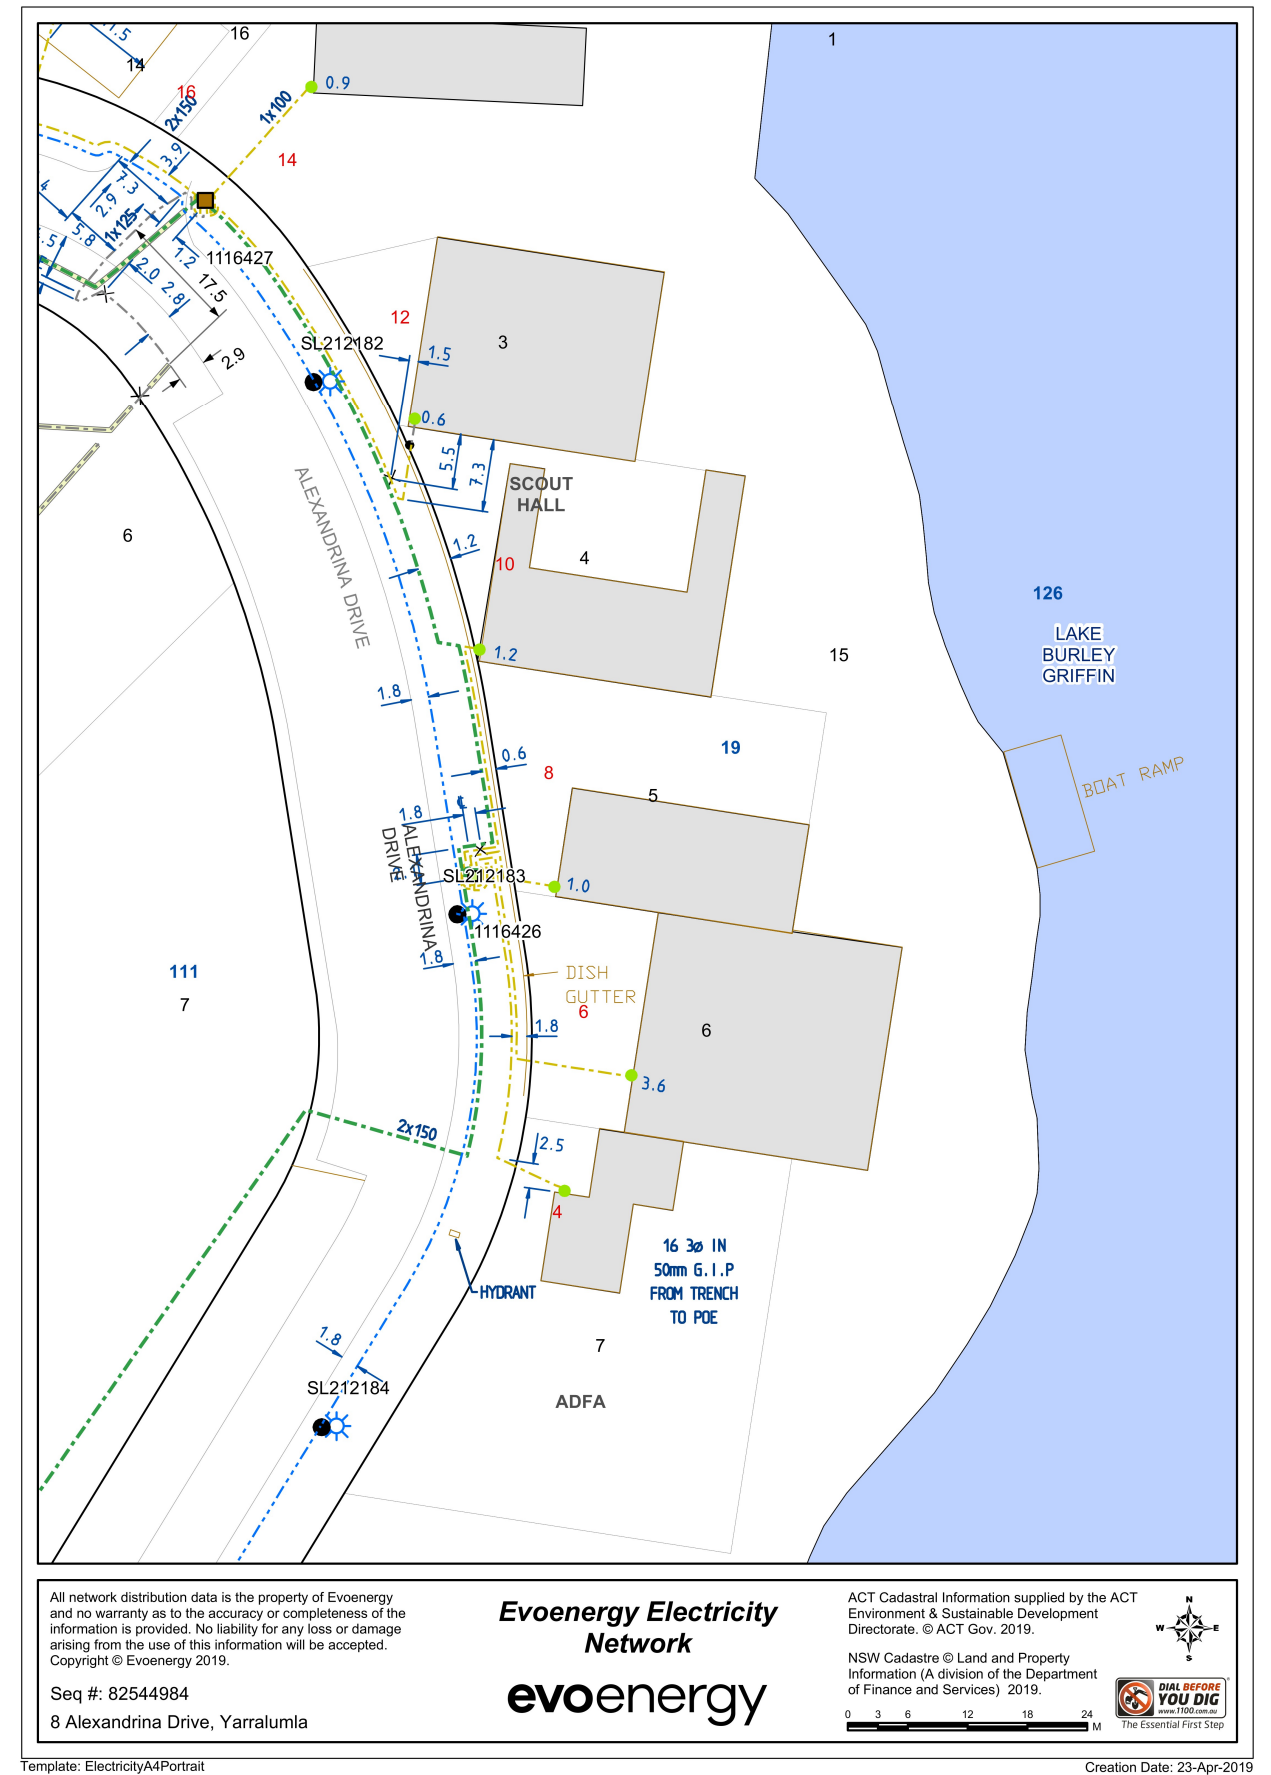 16
1
14
16
2x150
1x100
0.9
3.9
14
7.3
2.9
1x125
5.8
4
1.2
1116427
2.0
2.8
17.5
2.9
12
SL212182
3
1.5
0.6
5.5
7.3
SCOUT
HALL
ALEXANDRINA DRIVE
6
1.2
10
4
126
LAKE
BURLEY
GRIFFIN
1.2
15
1.8
19
0.6
8
5
BOAT RAMP
1.8
ALEXANDRINA
DRIVE
SL212183
1.0
1116426
1.8
111
7
DISH
GUTTER
6
1.8
6
3.6
2x150
2.5
4
16 3ø IN
50mm G.I.P
FROM TRENCH
TO POE
HYDRANT
1.8
7
SL212184
ADFA
All network distribution data is the property of Evoenergy
and no warranty as to the accuracy or completeness of the
information is provided. No liability for any loss or damage
arising from the use of this information will be accepted.
Copyright © Evoenergy 2019.
Seq #: 82544984
8 Alexandrina Drive, Yarralumla
Evoenergy Electricity
Network
evoenergy
ACT Cadastral Information supplied by the ACT
Environment & Sustainable Development
Directorate. © ACT Gov. 2019.
NSW Cadastre © Land and Property
Information (A division of the Department
of Finance and Services) 2019.
0 3 6 12 18 24 M
N
W E
S
DIAL BEFORE
YOU DIG
www.1100.com.au
The Essential First Step
Template: ElectricityA4Portrait
Creation Date: 23-Apr-2019